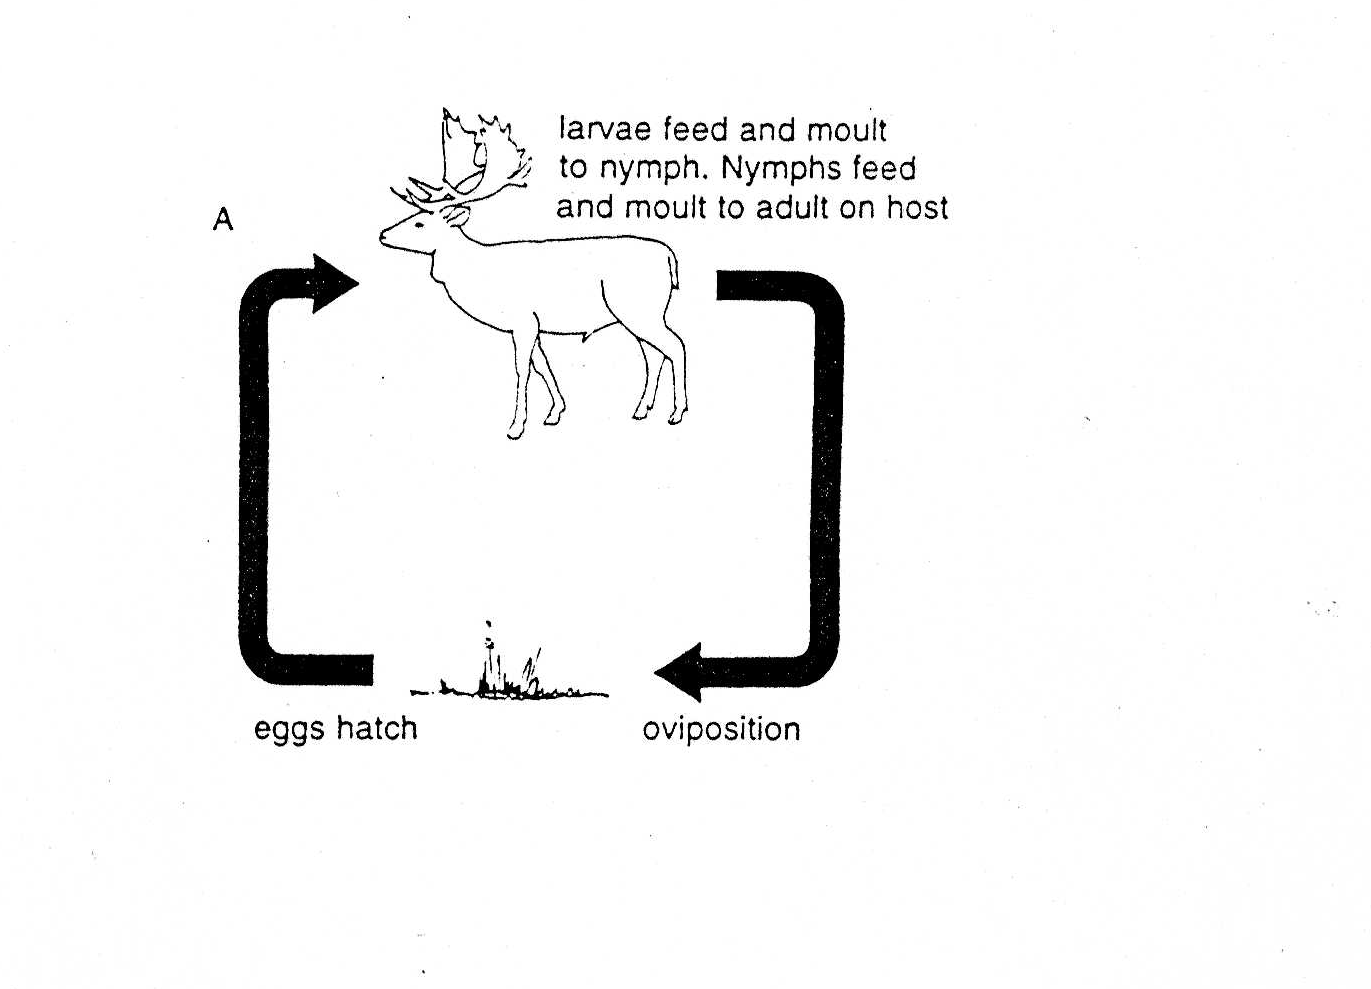 A
larvae feed and moult
to nymph. Nymphs feed
and moult to adult on host
eggs hatch
oviposition